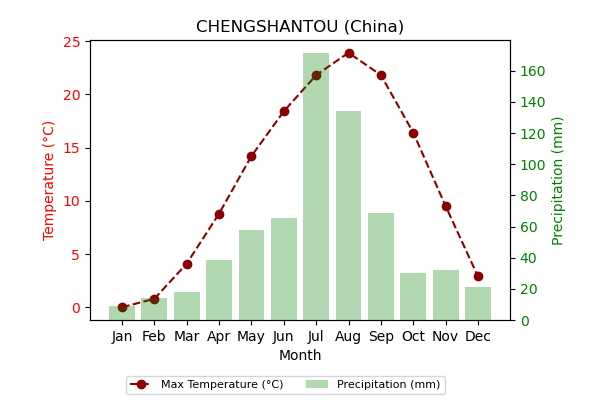 CHENGSHANTOU (China)
25
20
15
10
5
0
Temperature (°C)
160
140
120
100
80
60
40
20
0
Precipitation (mm)
Jan Feb Mar Apr May Jun Jul Aug Sep Oct Nov Dec
Month
Max Temperature (°C) Precipitation (mm)